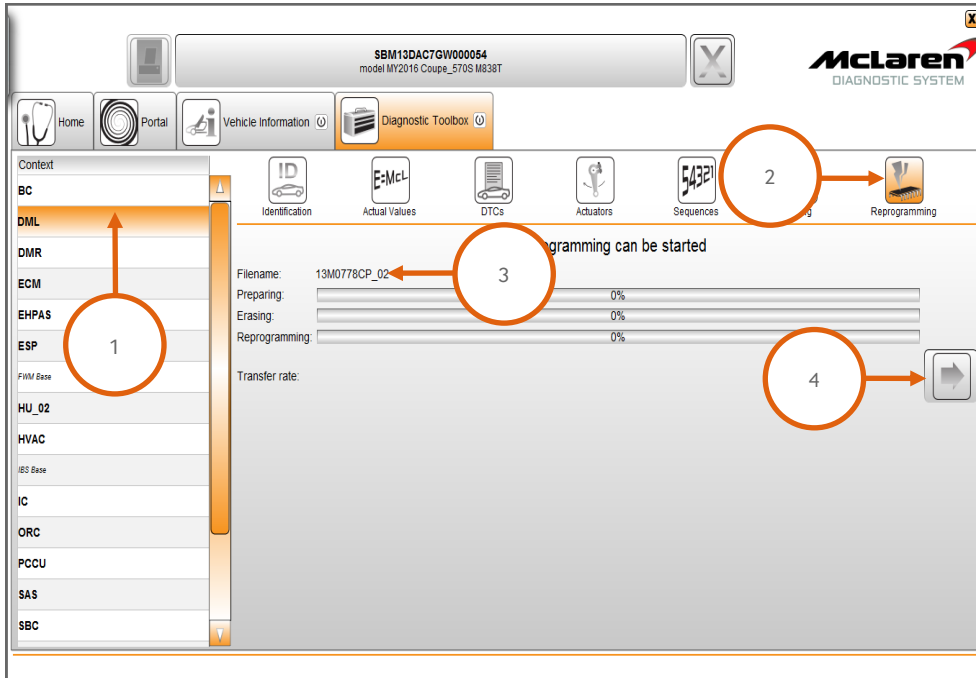 X
SBM13DAC7GW000054
model MY2016 Coupe_570S M838T
X
McLaren
DIAGNOSTIC SYSTEM
Home
Portal
Vehicle Information
Diagnostic Toolbox
Context
BC
DML
DMR
ECM
EHPAS
ESP
FWM Base
HU_02
HVAC
IBS Base
IC
ORC
PCCU
SAS
SBC
ID
Identification
E=McL
Actual Values
DTCs
Actuators
54321
Sequences
g
Reprogramming
ogramming can be started
Filename: 13M0778CP_02
Preparing: 0%
Erasing: 0%
Reprogramming: 0%
Transfer rate:
1
2
3
4